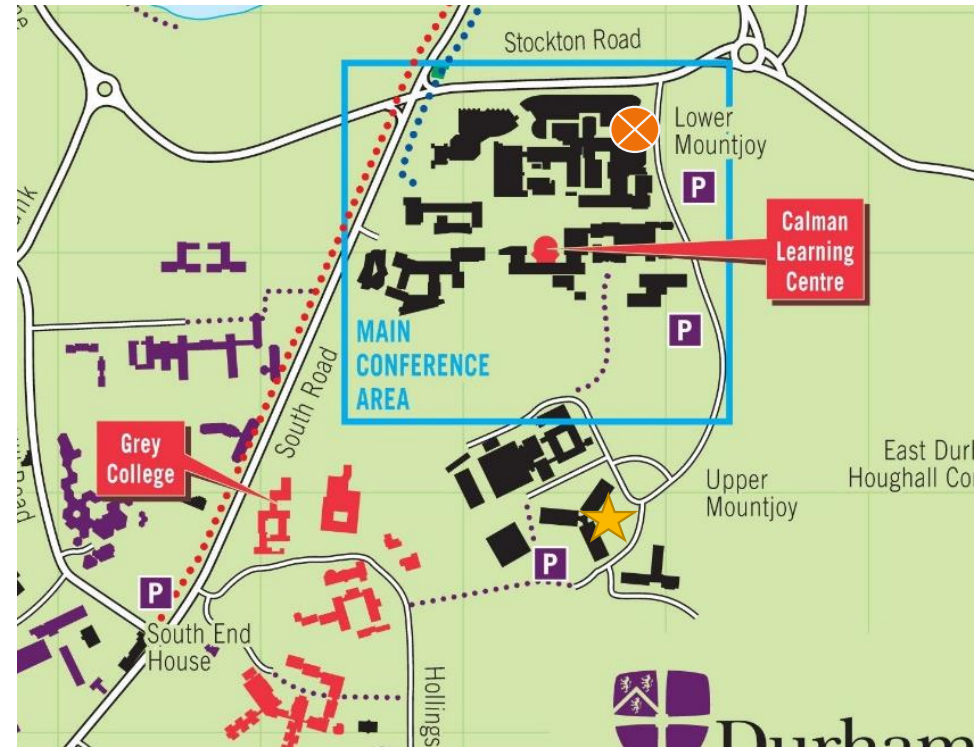 Stockton Road
Lower
Mountjoy
P
Calman
Learning
Centre
P
MAIN
CONFERENCE
AREA
South Road
Grey
College
East Durh
Houghall Co
Upper
Mountjoy
P
P
South End
House
Hollings
Durham